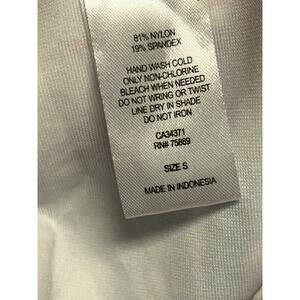 81% NYLON
19% SPANDEX
HAND WASH COLD
ONLY NON-CHLORINE
BLEACH WHEN NEEDED
DO NOT WRING OR TWIST
LINE DRY IN SHADE
DO NOT IRON
CA34371
RN# 75669
SIZE S
MADE IN INDONESIA